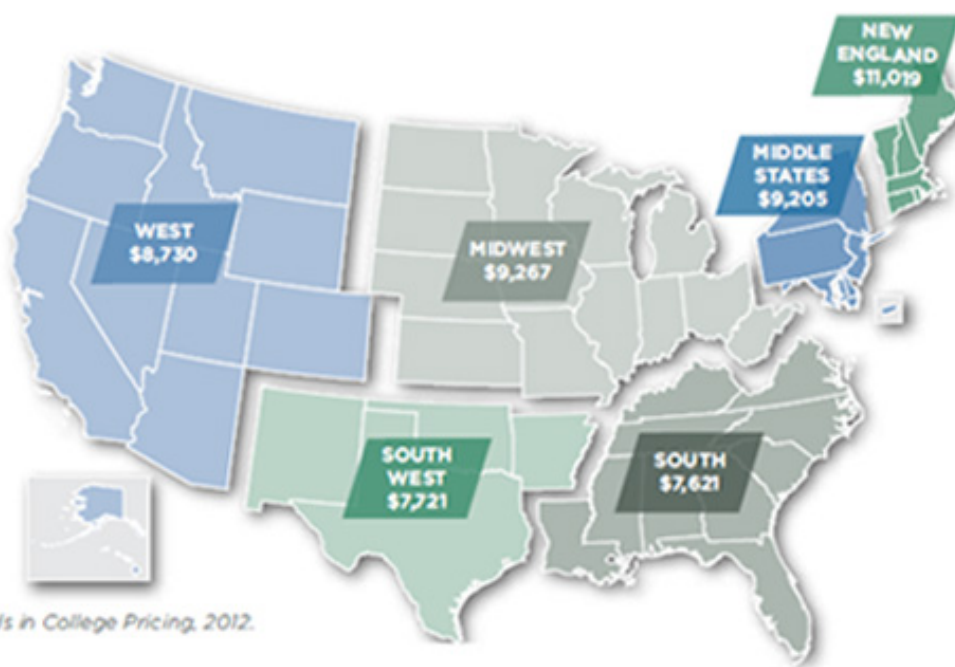 NEW
ENGLAND
$11,019
MIDDLE
STATES
$9,205
WEST
$8,730
MIDWEST
$9,267
SOUTH
WEST
$7,721
SOUTH
$7,621
in College Pricing, 2012.